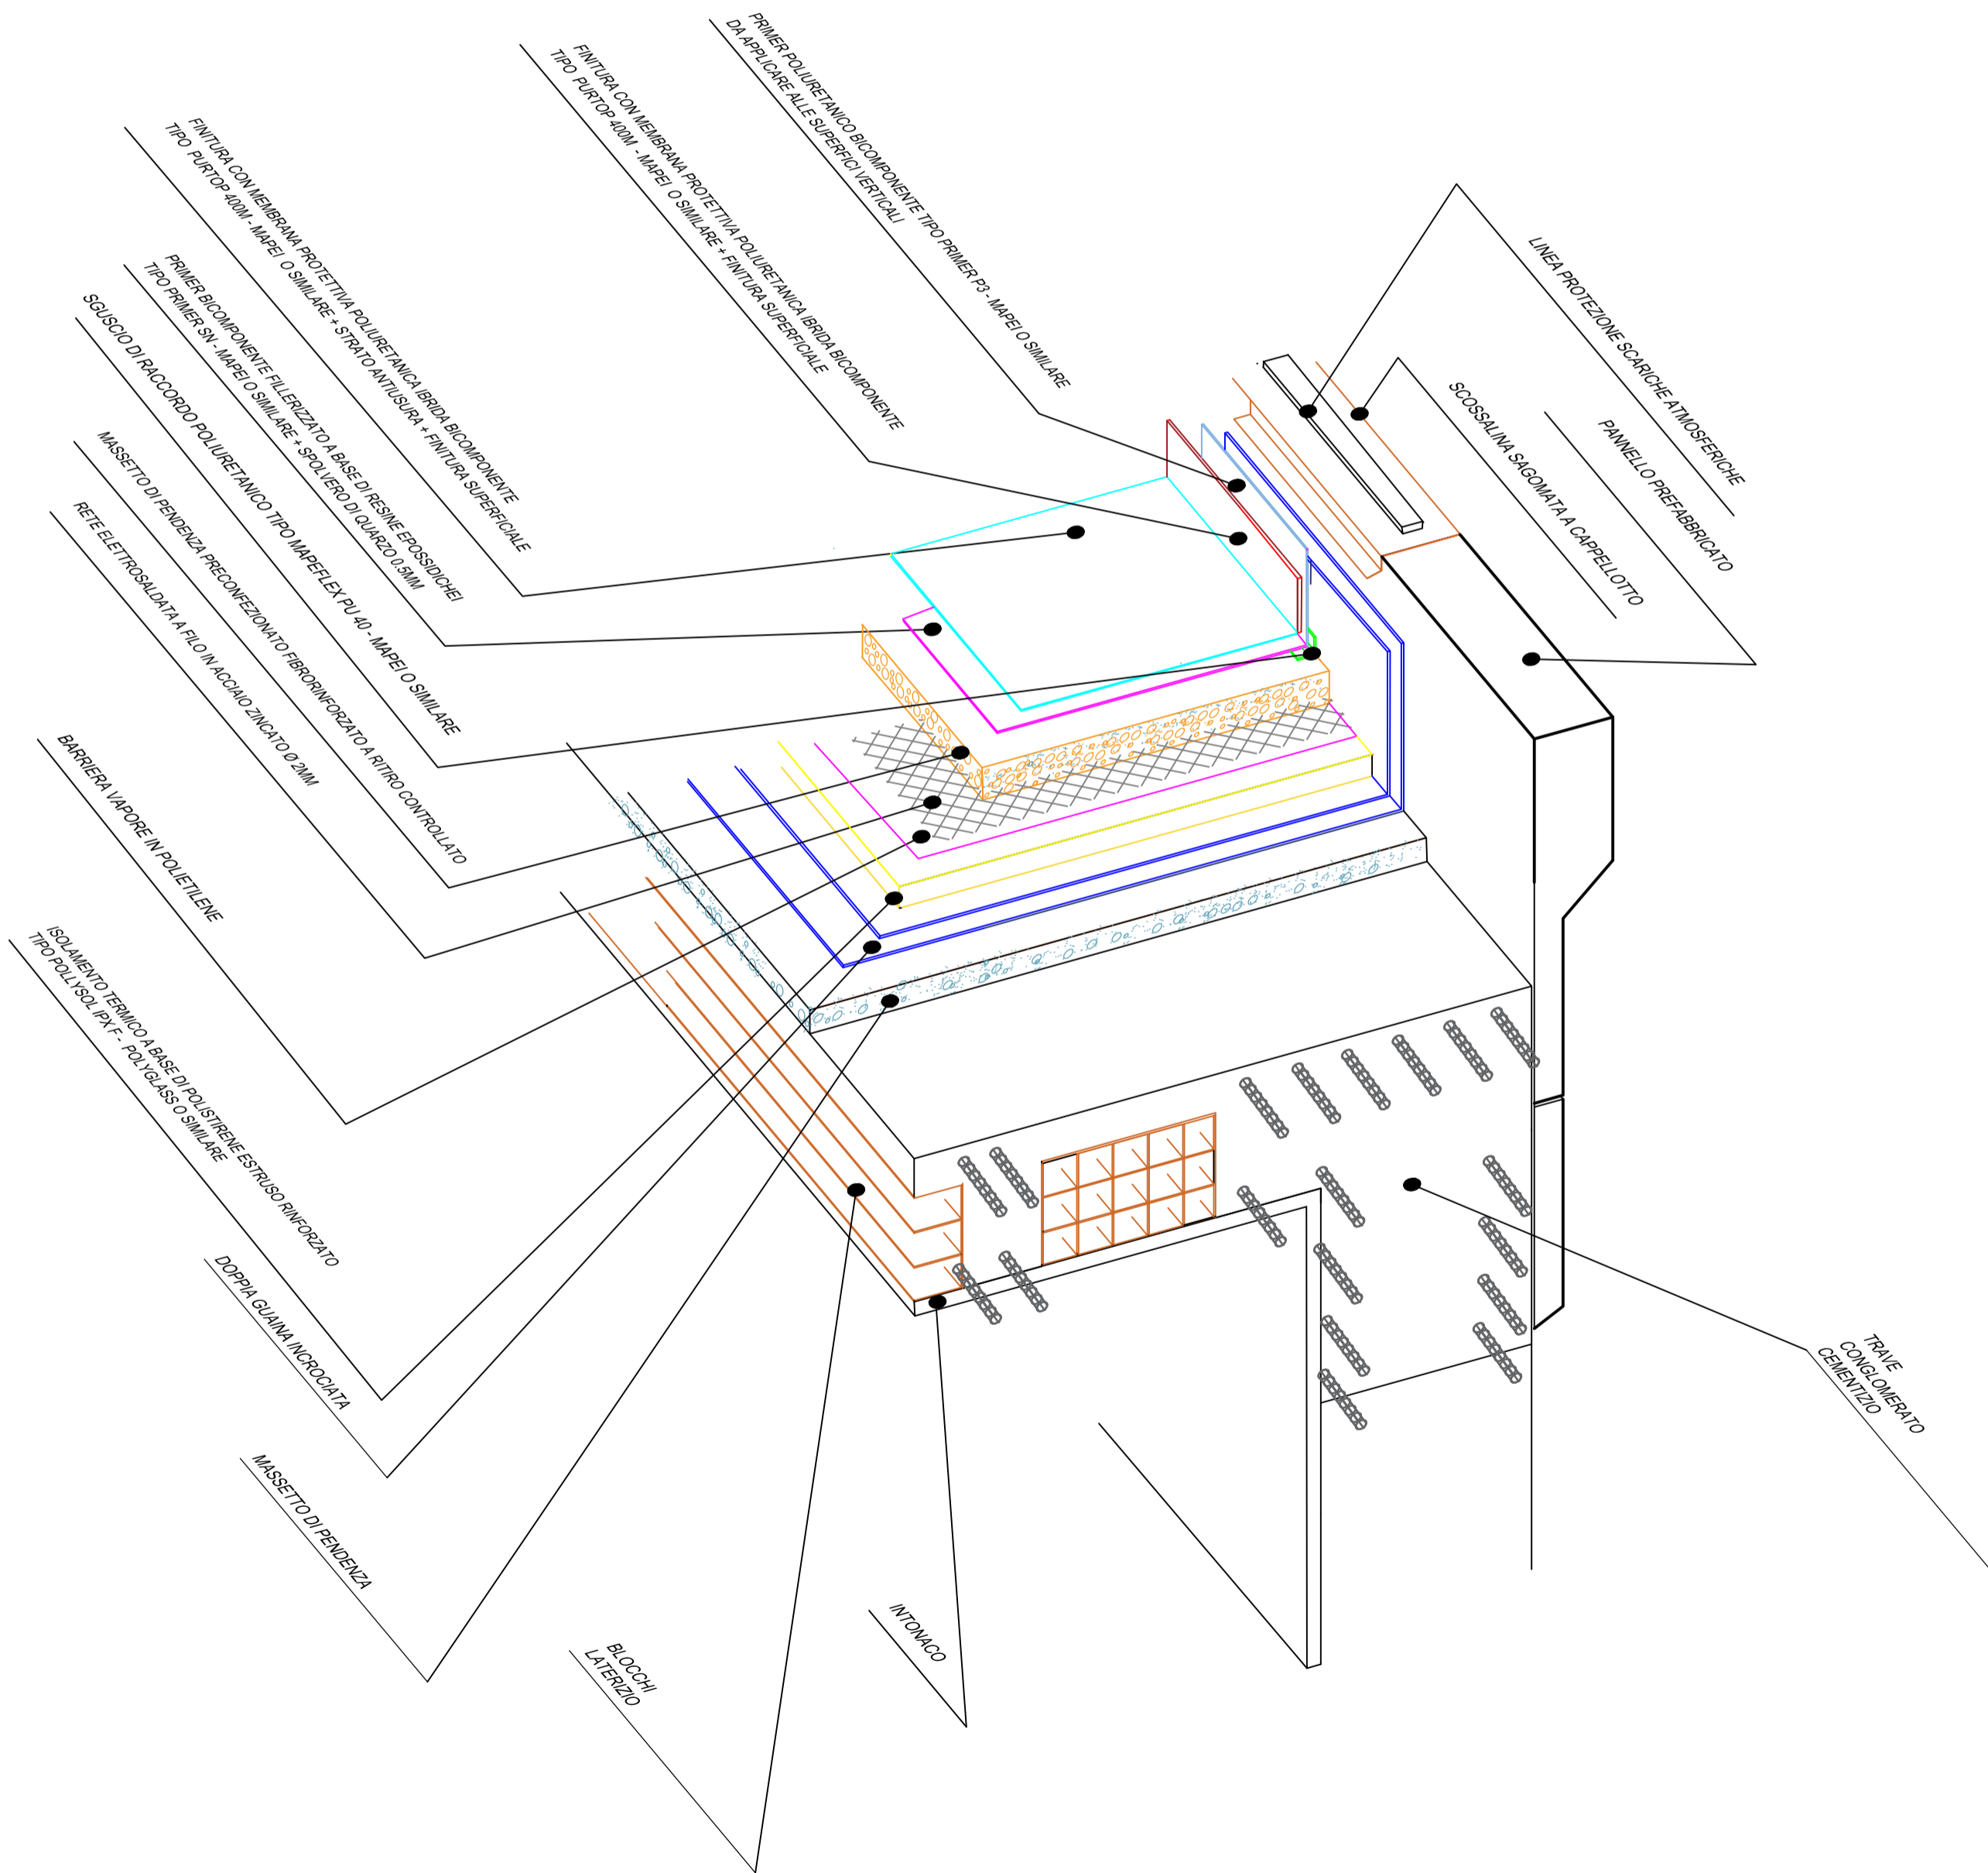 PRIMER POLIURETANICO BICOMPONENTE TIPO PRIMER P3 - MAPEI O SIMILARE
DA APPLICARE ALLE SUPERFICI VERTICALI
FINITURA CON MEMBRANA PROTETTIVA POLIURETANICA IBRIDA BICOMPONENTE
TIPO PURTOP 400M - MAPEI O SIMILARE + FINITURA SUPERFICIALE
FINITURA CON MEMBRANA PROTETTIVA POLIURETANICA IBRIDA BICOMPONENTE
TIPO PURTOP 400M - MAPEI O SIMILARE + STRATO ANTIUSURA + FINITURA SUPERFICIALE
PRIMER BICOMPONENTE FILLERIZZATO A BASE DI RESINE EPOSSIDICHEI
TIPO PRIMER SN - MAPEI O SIMILARE + SPOLVERO DI QUARZO 0.5MM
SGUSCIO DI RACCORDO POLIURETANICO TIPO MAPEFLEX PU 40 - MAPEI O SIMILARE
MASSETTO DI PENDENZA PRECONFEZIONATO FIBRORINFORZATO A RITIRO CONTROLLATO
RETE ELETTROSALDATA A FILO IN ACCIAIO ZINCATO Ø 2MM
BARRIERA VAPORE IN POLIETILENE
ISOLAMENTO TERMICO A BASE DI POLISTIRENE ESTRUSO RINFORZATO
TIPO POLLYSOL IPX F - POLYGLASS O SIMILARE
DOPPIA GUAINA INCROCIATA
MASSETTO DI PENDENZA
BLOCCHI
LATERIZIO
INTONACO
LINEA PROTEZIONE SCARICHE ATMOSFERICHE
SCOSSALINA SAGOMATA A CAPPELLOTTO
PANNELLO PREFABBRICATO
TRAVE
CONGLOMERATO
CEMENTIZIO